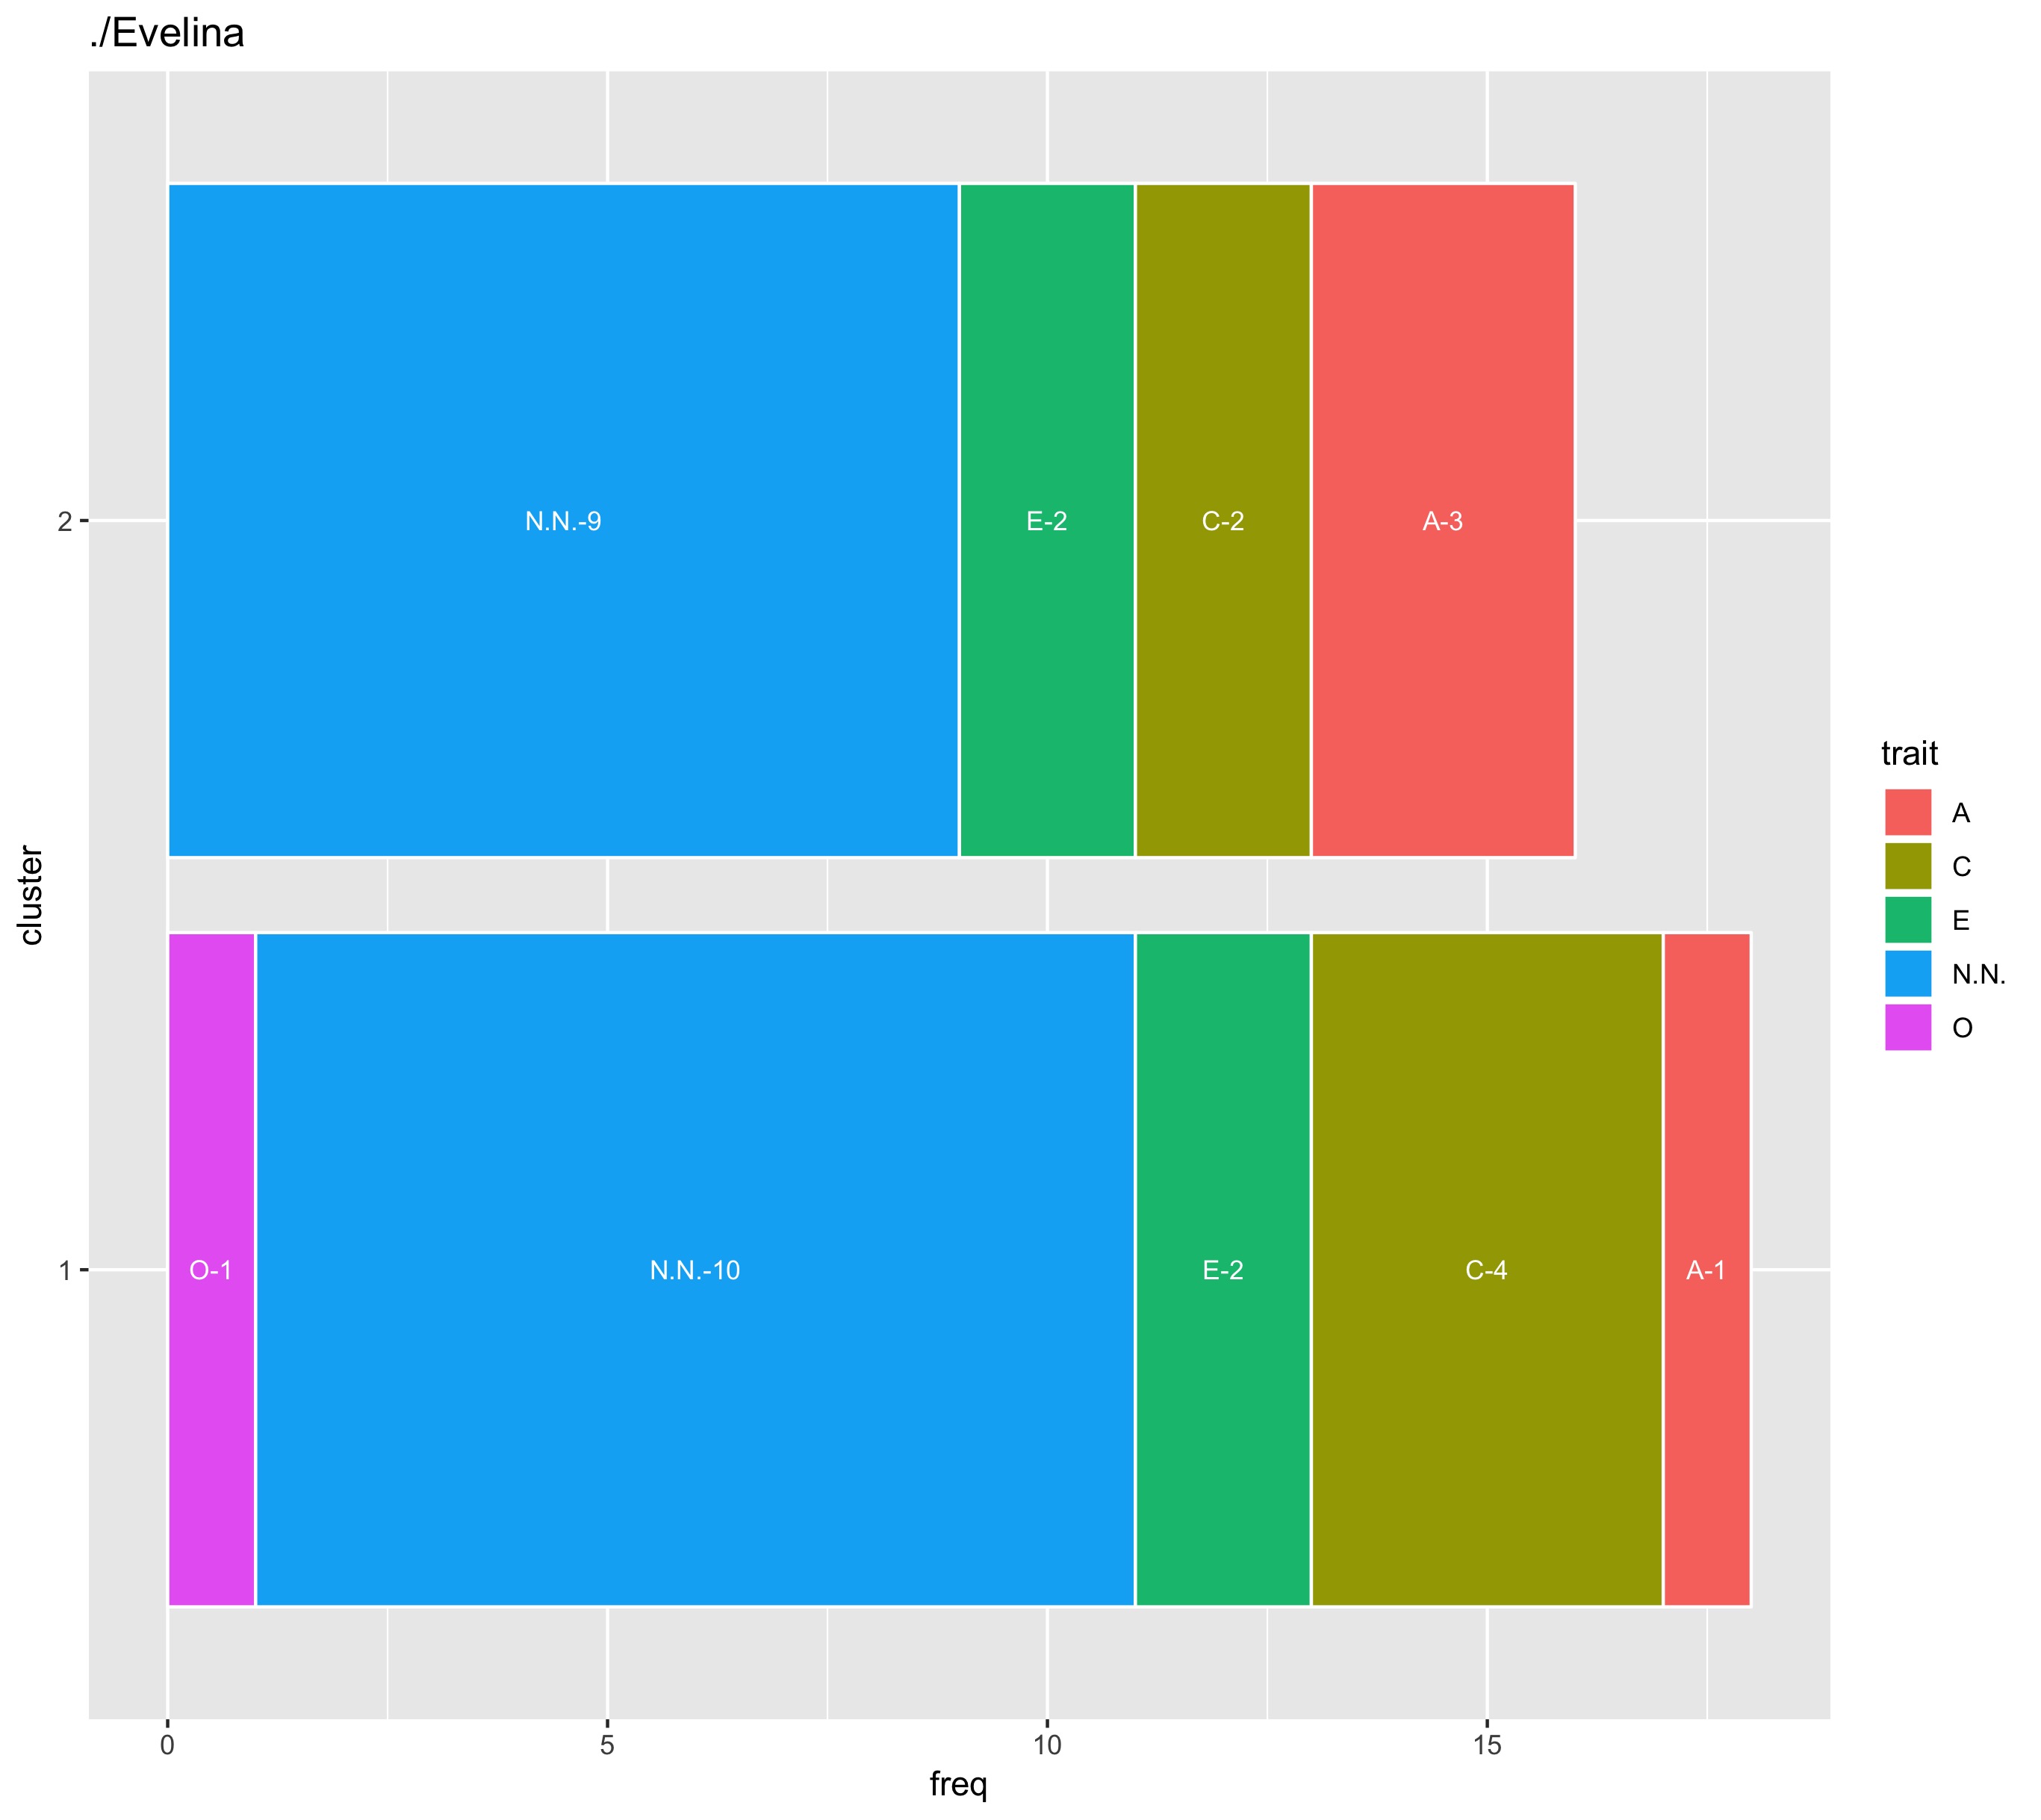 ./Evelina
cluster
2
N.N.-9 E-2 C-2 A-3
1
O-1 N.N.-10 E-2 C-4 A-1
0 5 10 15
freq
trait
A
C
E
N.N.
O